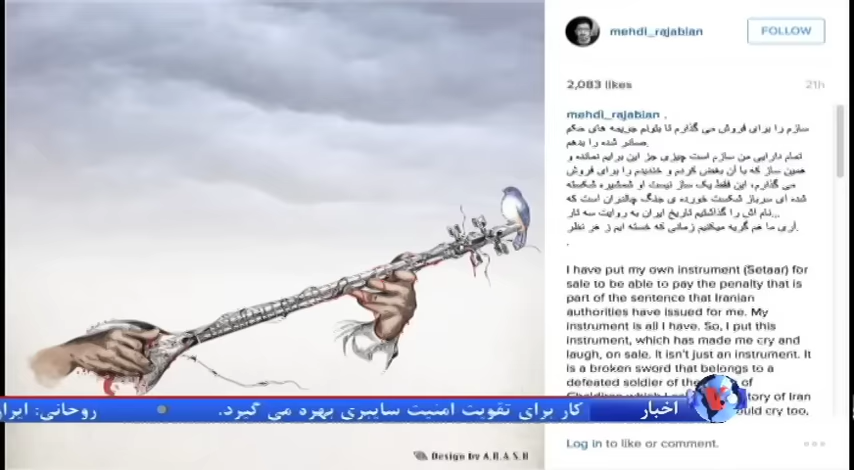 mehdi_rajabian
FOLLOW
2,083 likes
21h
mehdi_rajabian .
سازم را برای فروش می گذارم تا بتوانم جریمه های حکم
صادر شده را بدهم.
تمام دارایی من سازم است چیزی جز این برایم نمانده و
همین ساز که با آن بغض کردم و خندیدم را برای فروش
می گذارم، این فقط یک ساز نیست او شمشیره شکسته
شده ای سرباز شکست خورده ی جنگ چالدران است که
نام اش را گذاشتیم تاریخ ایران به روایت سه تار...
آری ما هم گریه میکنیم زمانی که خسته ایم ز هر نظر.
.
I have put my own instrument (Setaar) for
sale to be able to pay the penalty that is
part of the sentence that Iranian
authorities have issued for me. My
instrument is all I have. So, I put this
instrument, which has made me cry and
laugh, on sale. It isn't just an instrument. It
is a broken sword that belongs to a
defeated soldier of the of
tory of Iran
ould cry too,
اخبار
کار برای تقویت امنیت سایبری بهره می گیرد.
روحانی: ایرا
Log in to like or comment.
Design by A.R.A.S.H